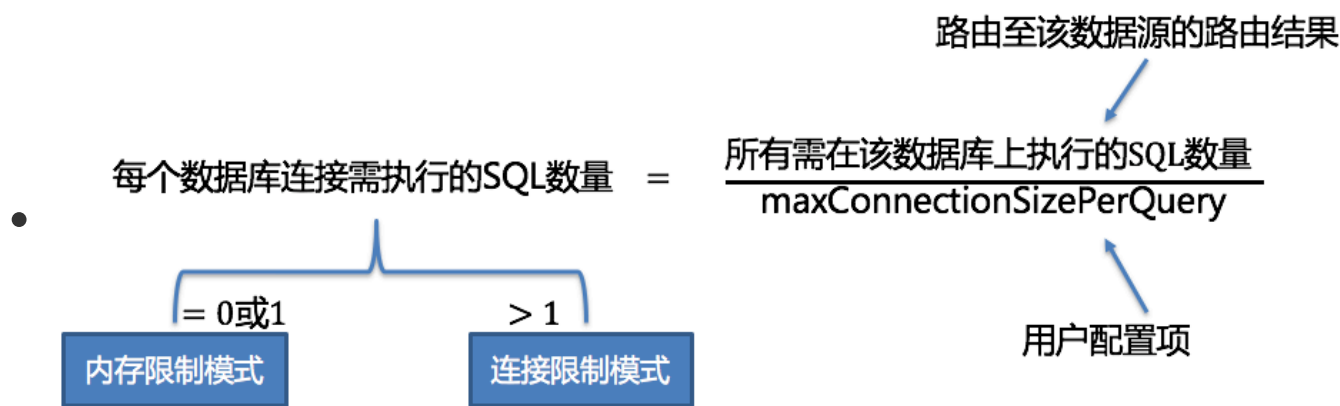 路由至该数据源的路由结果
每个数据库连接需执行的SQL数量 = 所有需在该数据库上执行的SQL数量
maxConnectionSizePerQuery
= 0或1 > 1
内存限制模式 连接限制模式
用户配置项